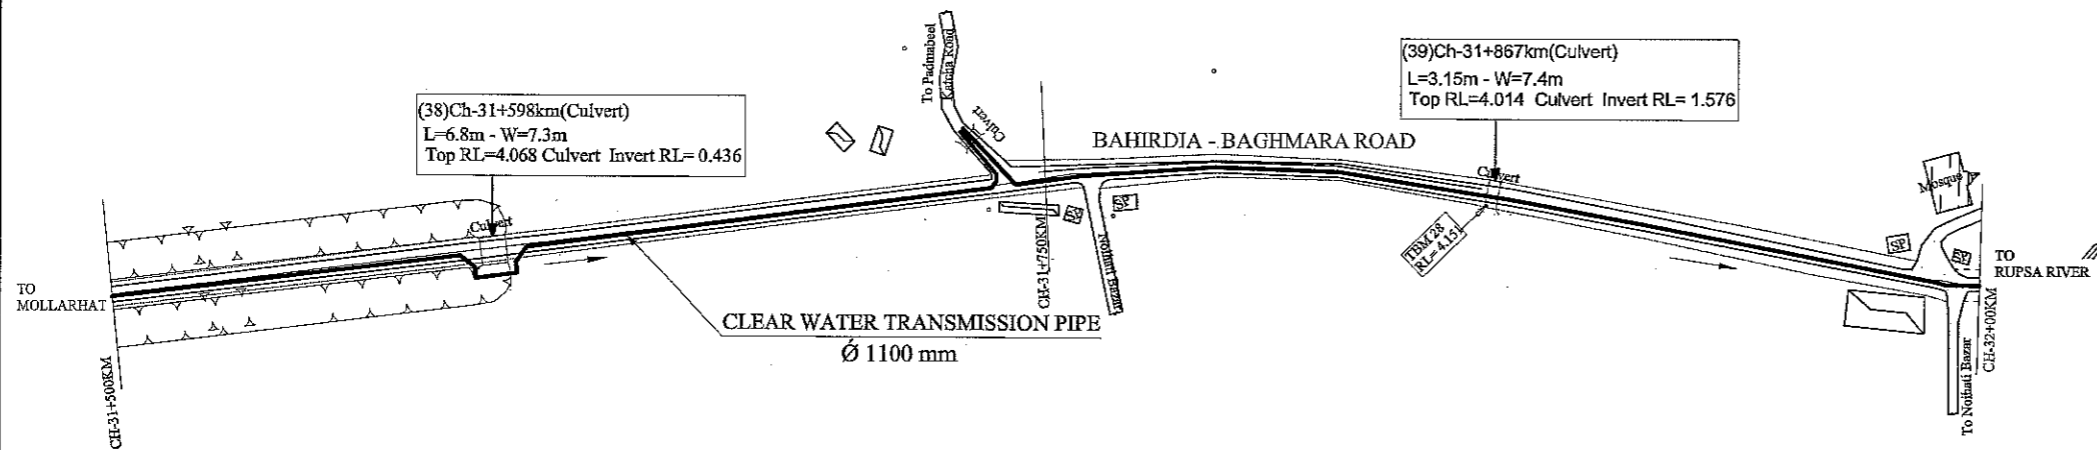 To Padmabeel
Katcha Road
(39)Ch-31+867km(Culvert)
L=3.15m - W=7.4m
Top RL=4.014 Culvert Invert RL= 1.576
(38)Ch-31+598km(Culvert)
L=6.8m - W=7.3m
Top RL=4.068 Culvert Invert RL= 0.436
Culvert
BAHIRDIA - BAGHMARA ROAD
Culvert
Mosque
Culvert
SP
SP
TBM 28
RL= 4.151
Noihati Bazar
CH-31+750KM
TO
MOLLARHAT
TO
RUPSA RIVER
CLEAR WATER TRANSMISSION PIPE
Ø 1100 mm
CH-31+500KM
To Noihati Bazar
CH-32+00KM